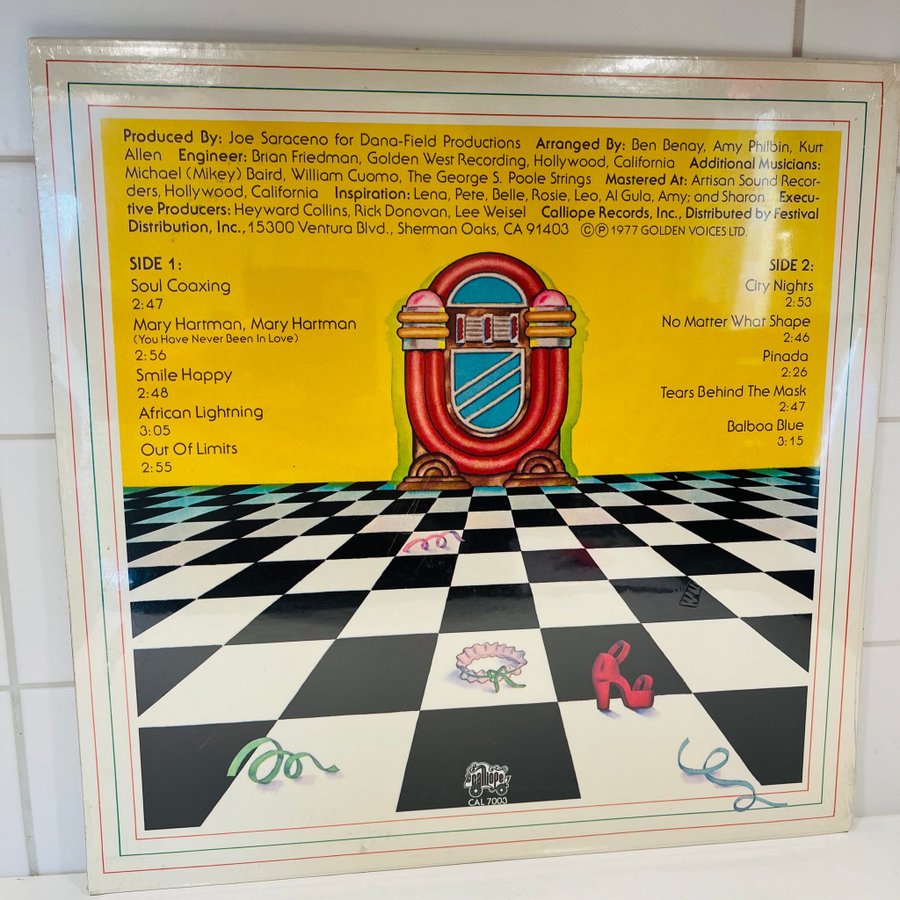 Produced By: Joe Saraceno for Dana-Field Productions Arranged By: Ben Benay, Amy Philbin, Kurt
Allen Engineer: Brian Friedman, Golden West Recording, Hollywood, California Additional Musicians:
Michael (Mikey) Baird, William Cuomo, The George S. Poole Strings Mastered At: Artisan Sound Recor-
ders, Hollywood, California Inspiration: Lena, Pete, Belle, Rosie, Leo, Al Gula, Amy; and Sharon Execu-
tive Producers: Heyward Collins, Rick Donovan, Lee Weisel Calliope Records, Inc., Distributed by Festival
Distribution, Inc., 15300 Ventura Blvd., Sherman Oaks, CA 91403 ©℗ 1977 GOLDEN VOICES LTD.
SIDE 1:
Soul Coaxing
2:47
Mary Hartman, Mary Hartman
(You Have Never Been In Love)
2:56
Smile Happy
2:48
African Lightning
3:05
Out Of Limits
2:55
SIDE 2:
City Nights
2:53
No Matter What Shape
2:46
Pinada
2:26
Tears Behind The Mask
2:47
Balboa Blue
3:15
calliope
CAL 7003